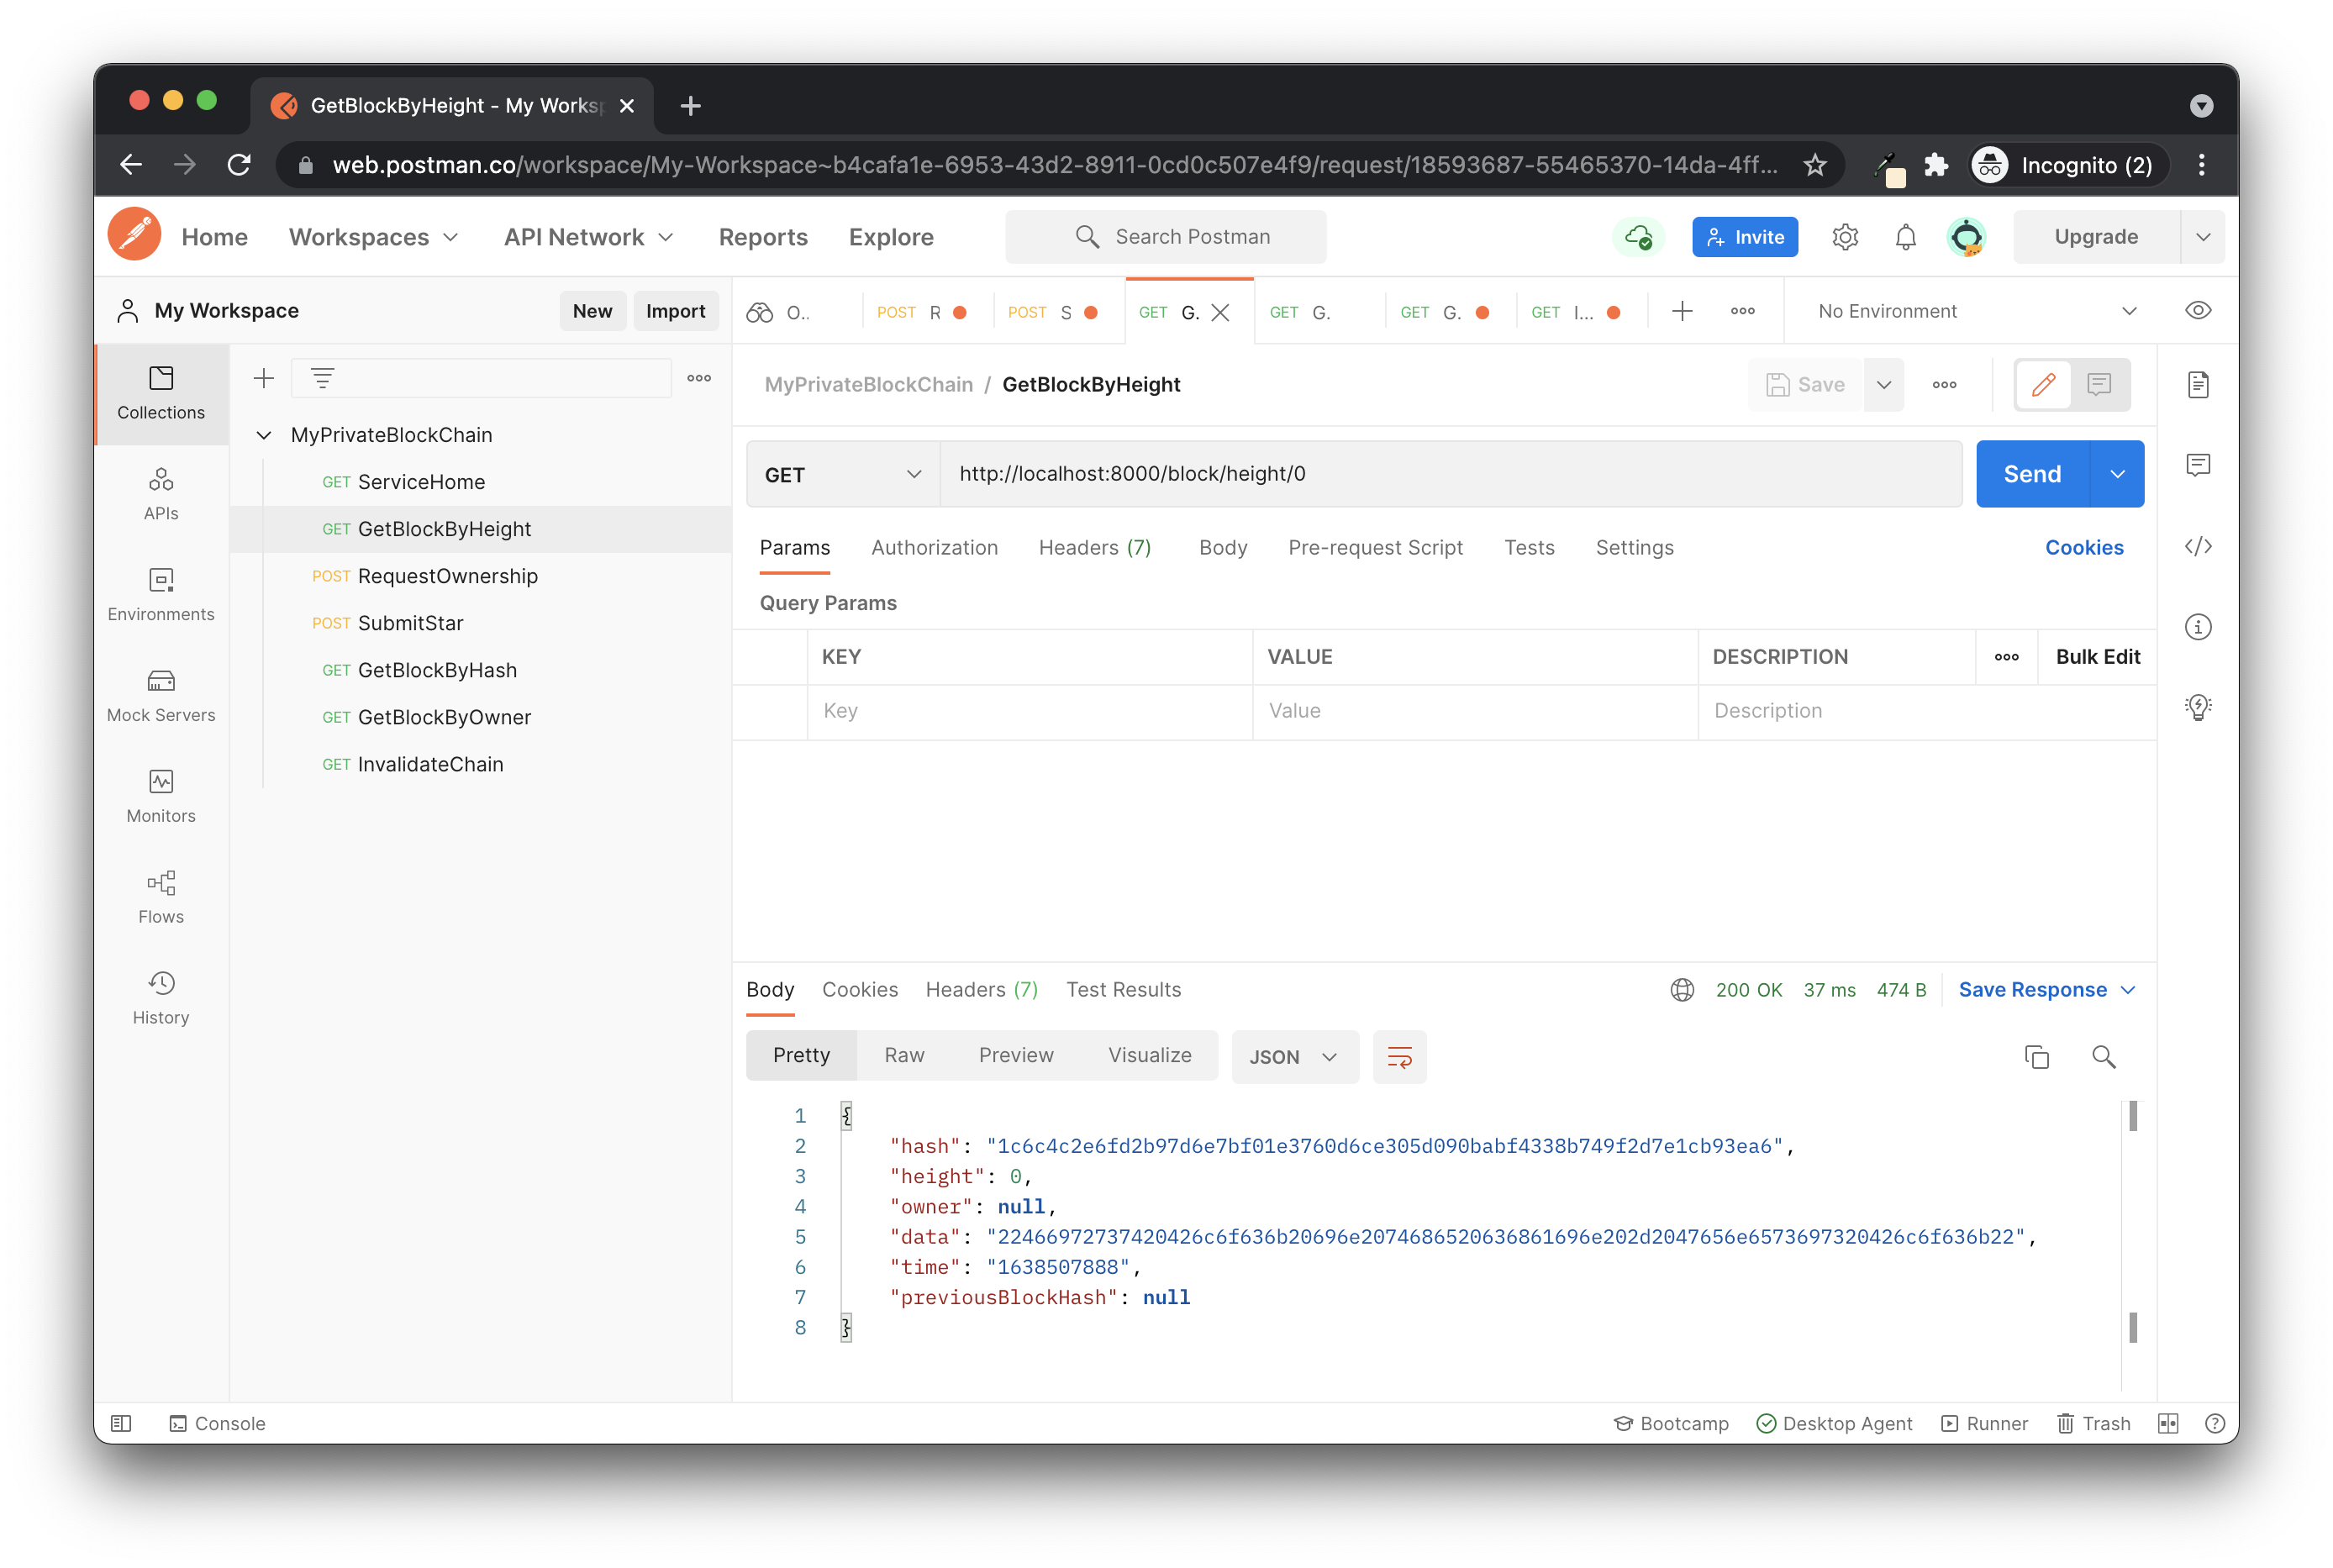 GetBlockByHeight - My Works
web.postman.co/workspace/My-Workspace~b4cafa1e-6953-43d2-8911-0cd0c507e4f9/request/18593687-55465370-14da-4ff...
Incognito (2)
Home
Workspaces
API Network
Reports
Explore
Search Postman
Invite
Upgrade
My Workspace
New
Import
O..
POST R
POST S
GET G.
GET G.
GET G.
GET I...
No Environment
Collections
APIs
Environments
Mock Servers
Monitors
Flows
History
MyPrivateBlockChain
GET ServiceHome
GET GetBlockByHeight
POST RequestOwnership
POST SubmitStar
GET GetBlockByHash
GET GetBlockByOwner
GET InvalidateChain
MyPrivateBlockChain / GetBlockByHeight
Save
GET
http://localhost:8000/block/height/0
Send
Params
Authorization
Headers (7)
Body
Pre-request Script
Tests
Settings
Cookies
Query Params
KEY
VALUE
DESCRIPTION
Bulk Edit
Key
Value
Description
Body
Cookies
Headers (7)
Test Results
200 OK
37 ms
474 B
Save Response
Pretty
Raw
Preview
Visualize
JSON
1 {
2 "hash": "1c6c4c2e6fd2b97d6e7bf01e3760d6ce305d090babf4338b749f2d7e1cb93ea6",
3 "height": 0,
4 "owner": null,
5 "data": "22466972737420426c6f636b20696e2074686520636861696e202d2047656e6573697320426c6f636b22",
6 "time": "1638507888",
7 "previousBlockHash": null
8 }
Console
Bootcamp
Desktop Agent
Runner
Trash